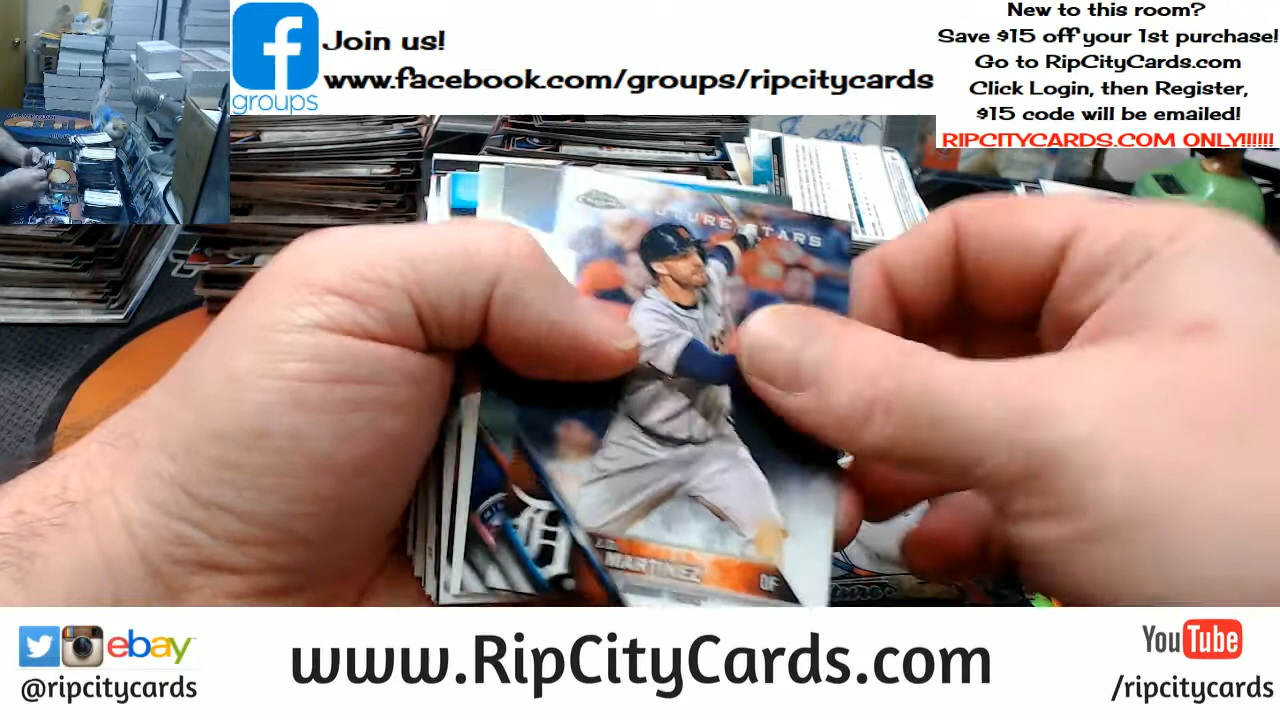 f
groups
Join us!
www.facebook.com/groups/ripcitycards
New to this room?
Save $15 off your 1st purchase!
Go to RipCityCards.com
Click Login, then Register,
$15 code will be emailed!
RIPCITYCARDS.COM ONLY!!!!!!
FUTURE STARS
J.D.
MARTINEZ
OF
D
ebay
@ripcitycards
www.RipCityCards.com
YouTube
/ripcitycards